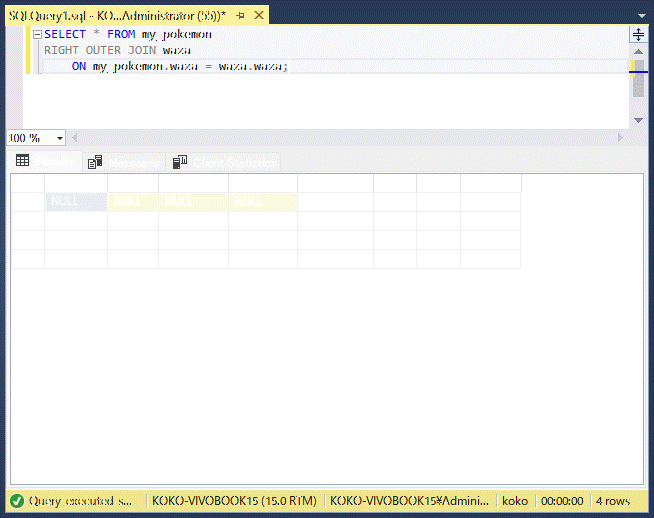 SQLQuery1.sql - KO...Administrator (55))*
SELECT * FROM my_pokemon
RIGHT OUTER JOIN waza
ON my_pokemon.waza = waza.waza;
100 %
Results Messages Client Statistics
NULL NULL NULL NULL
Query executed s... KOKO-VIVOBOOK15 (15.0 RTM) KOKO-VIVOBOOK15¥Admini... koko 00:00:00 4 rows